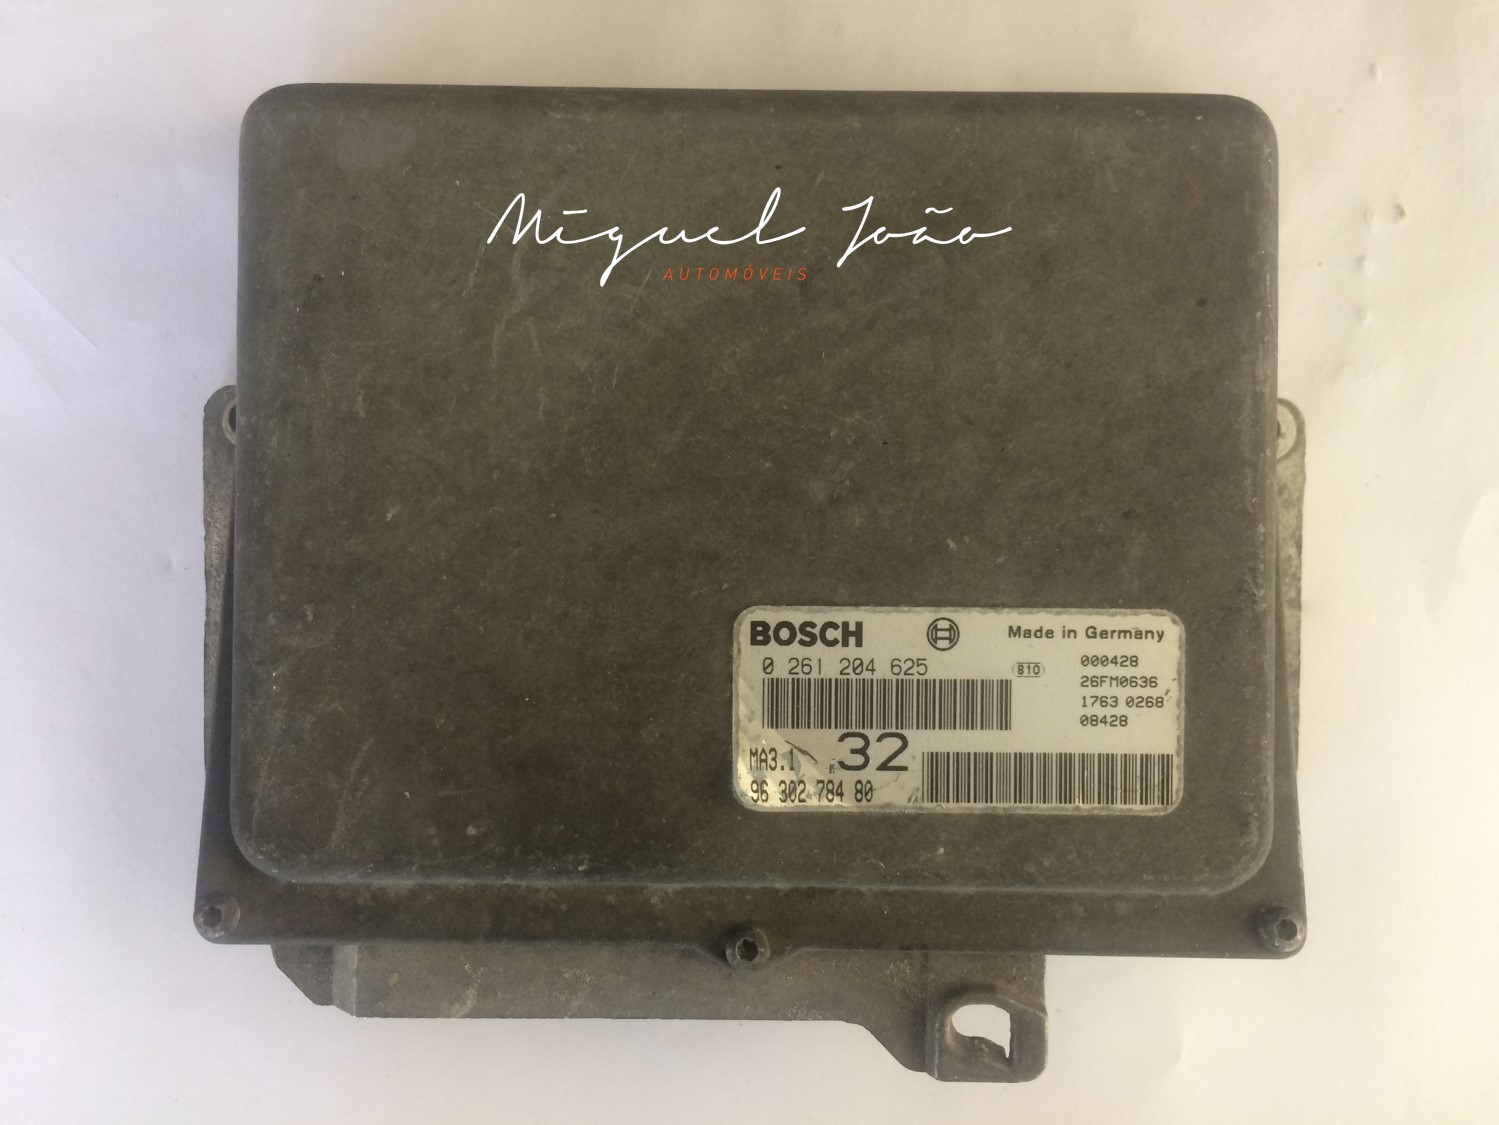 Miguel João
AUTOMÓVEIS
BOSCH Made in Germany
0 261 204 625 810 000428
26FM0636
1763 0268
08428
MA3.1 32
96 302 784 80